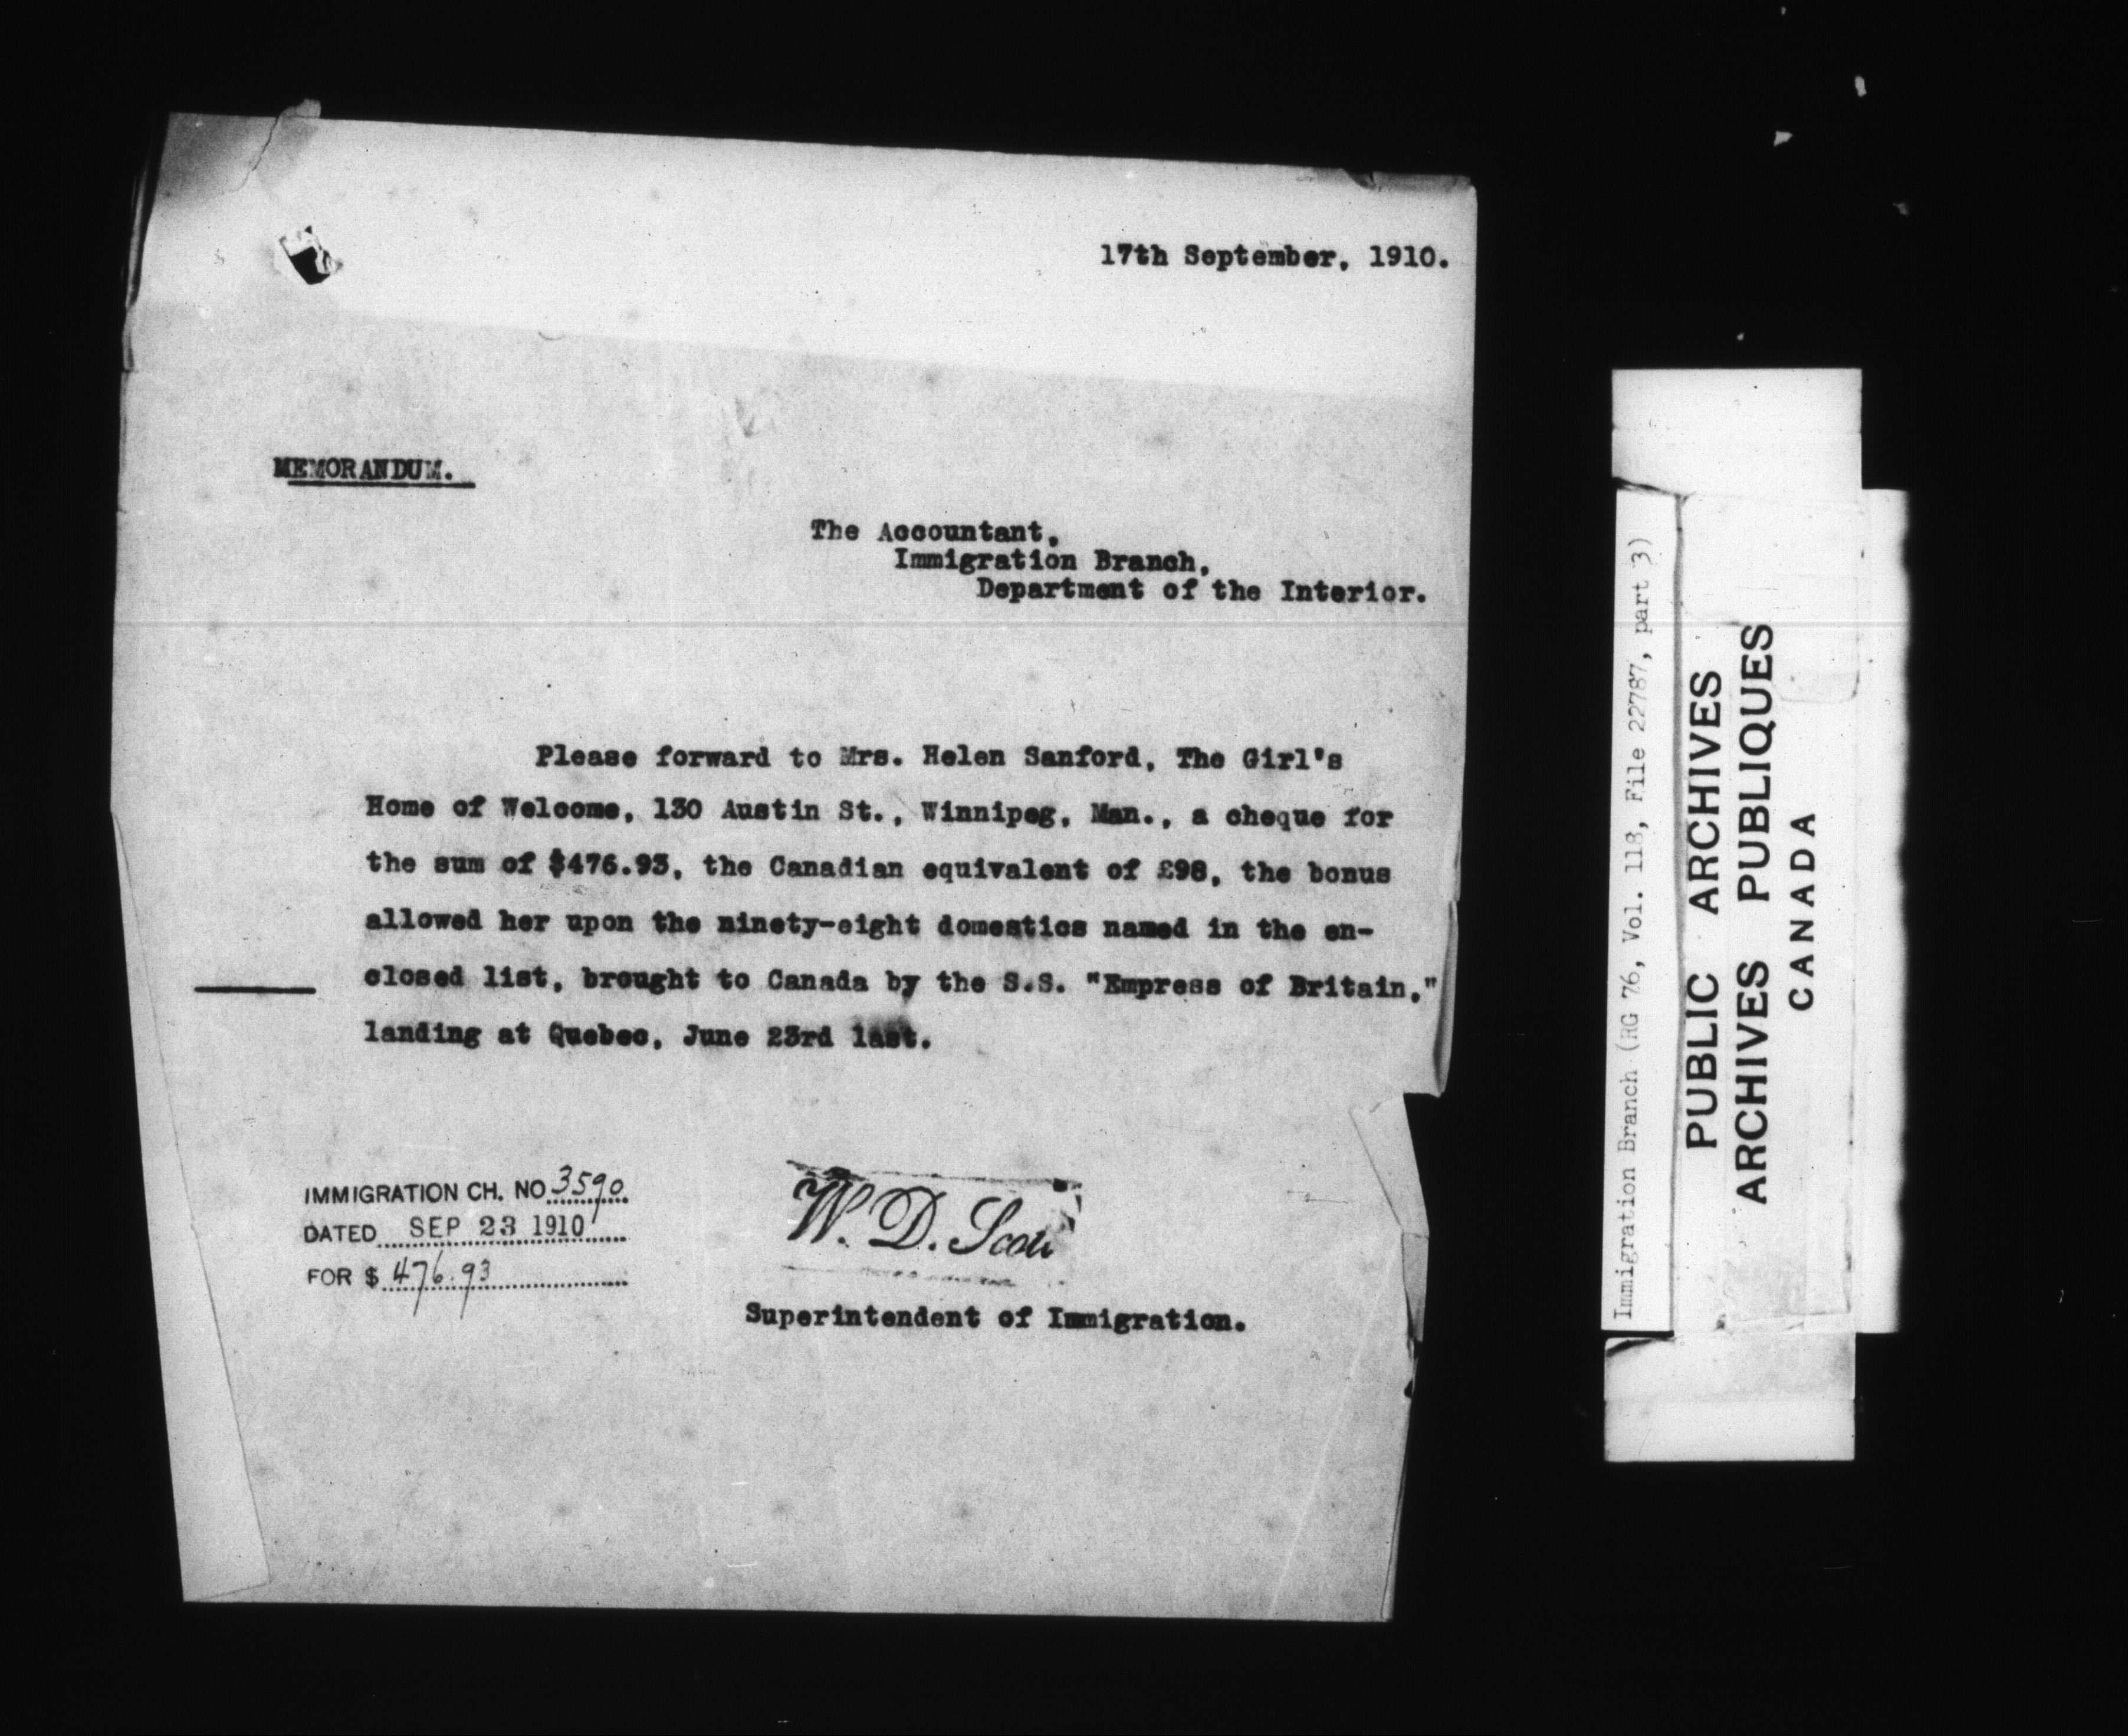 17th September, 1910.
MEMORANDUM.
The Accountant,
Immigration Branch,
Department of the Interior.
Please forward to Mrs. Helen Sanford, The Girl's
Home of Welcome, 130 Austin St., Winnipeg, Man., a cheque for
the sum of $476.93, the Canadian equivalent of £98, the bonus
allowed her upon the ninety-eight domestics named in the en-
closed list, brought to Canada by the S.S. "Empress of Britain,"
landing at Quebec, June 23rd last.
IMMIGRATION CH. NO 3590
DATED SEP 23 1910
FOR $ 476.93
W. D. Scott
Superintendent of Immigration.
Immigration Branch (RG 76, Vol. 118, File 22787, part 3)
PUBLIC ARCHIVES
ARCHIVES PUBLIQUES
CANADA